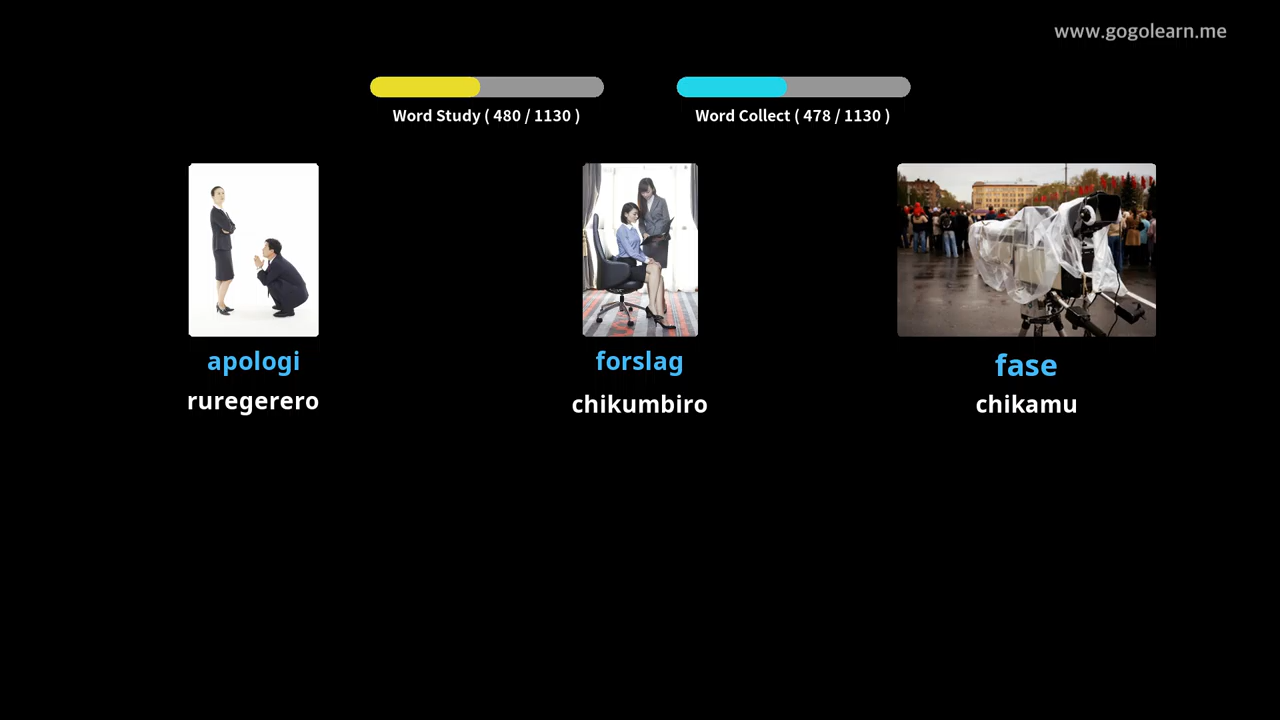 www.gogolearn.me
Word Study ( 480 / 1130 )
Word Collect ( 478 / 1130 )
apologi
ruregerero
forslag
chikumbiro
fase
chikamu